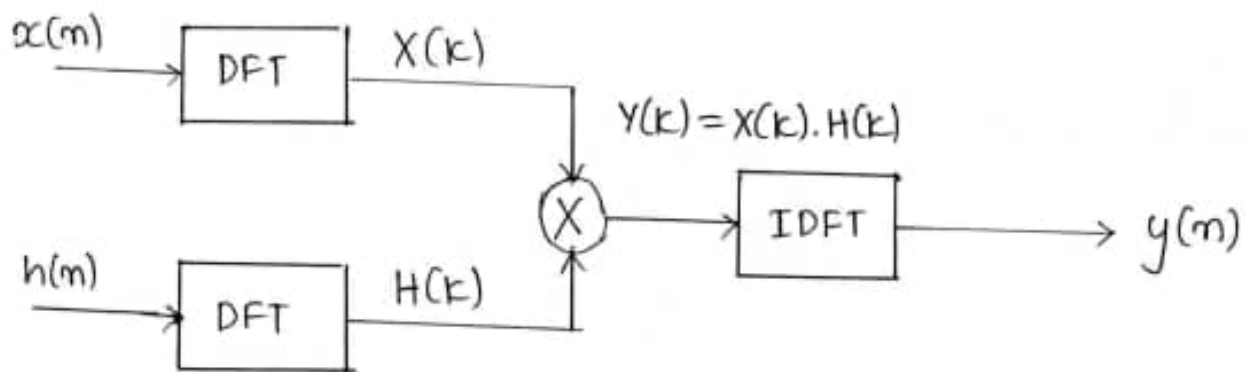 x(n)
DFT
X(k)
Y(k) = X(k).H(k)
X
IDFT
y(n)
h(n)
DFT
H(k)